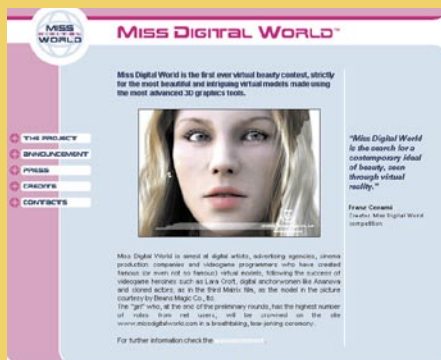 MISS
DIGITAL
WORLD
MISS DIGITAL WORLD™
Miss Digital World is the first ever virtual beauty contest, strictly
for the most beautiful and intriguing virtual models made using
the most advanced 3D graphics tools.
THE PROJECT
ANNOUNCEMENT
PRESS
CREDITS
CONTACTS
"Miss Digital World
is the search for a
contemporary ideal
of beauty, seen
through virtual
reality."
Franz Cerami
Creator Miss Digital World
competition
Miss Digital World is aimed at digital artists, advertising agencies, cinema
production companies and videogame programmers who have created
famous (or even not so famous) virtual models, following the success of
videogame heroines such as Lara Croft, digital anchorwomen like Ananova
and cloned actors, as in the third Matrix film, as the model in the picture
courtesy by Beans Magic Co., ltd.
The "girl" who, at the end of the preliminary rounds, has the highest number
of votes from net users, will be crowned on the site
www.missdigitalworld.com in a breathtaking, tear-joining ceremony.
For further information check the